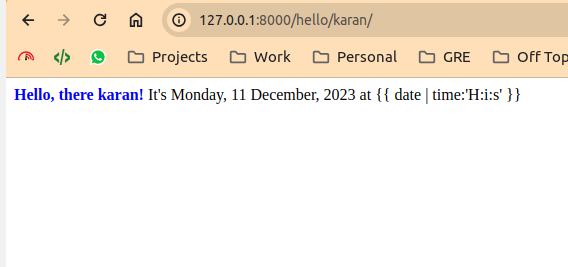 127.0.0.1:8000/hello/karan/
Projects Work Personal GRE Off Top
Hello, there karan! It's Monday, 11 December, 2023 at {{ date | time:'H:i:s' }}